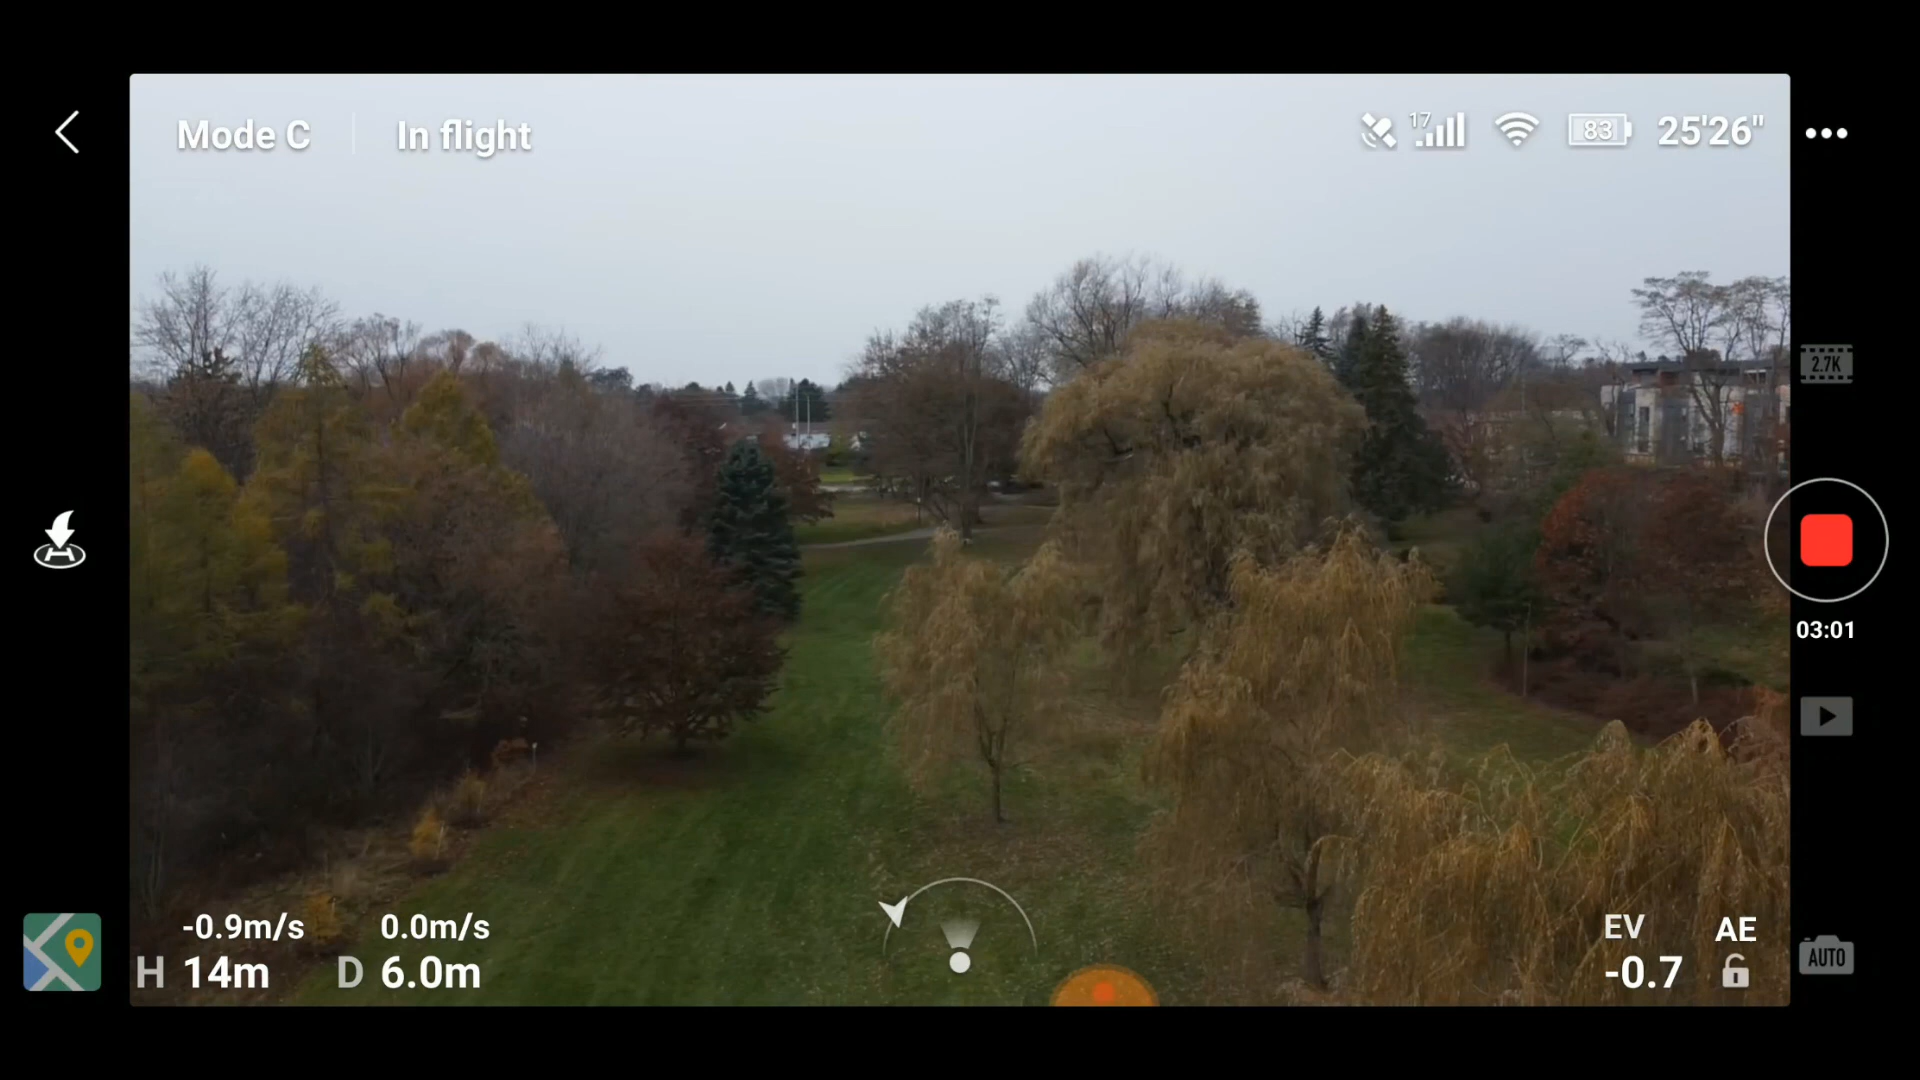 Mode C
In flight
17
83
25'26"
2.7K
03:01
-0.9m/s
0.0m/s
H 14m
D 6.0m
EV
-0.7
AE
AUTO